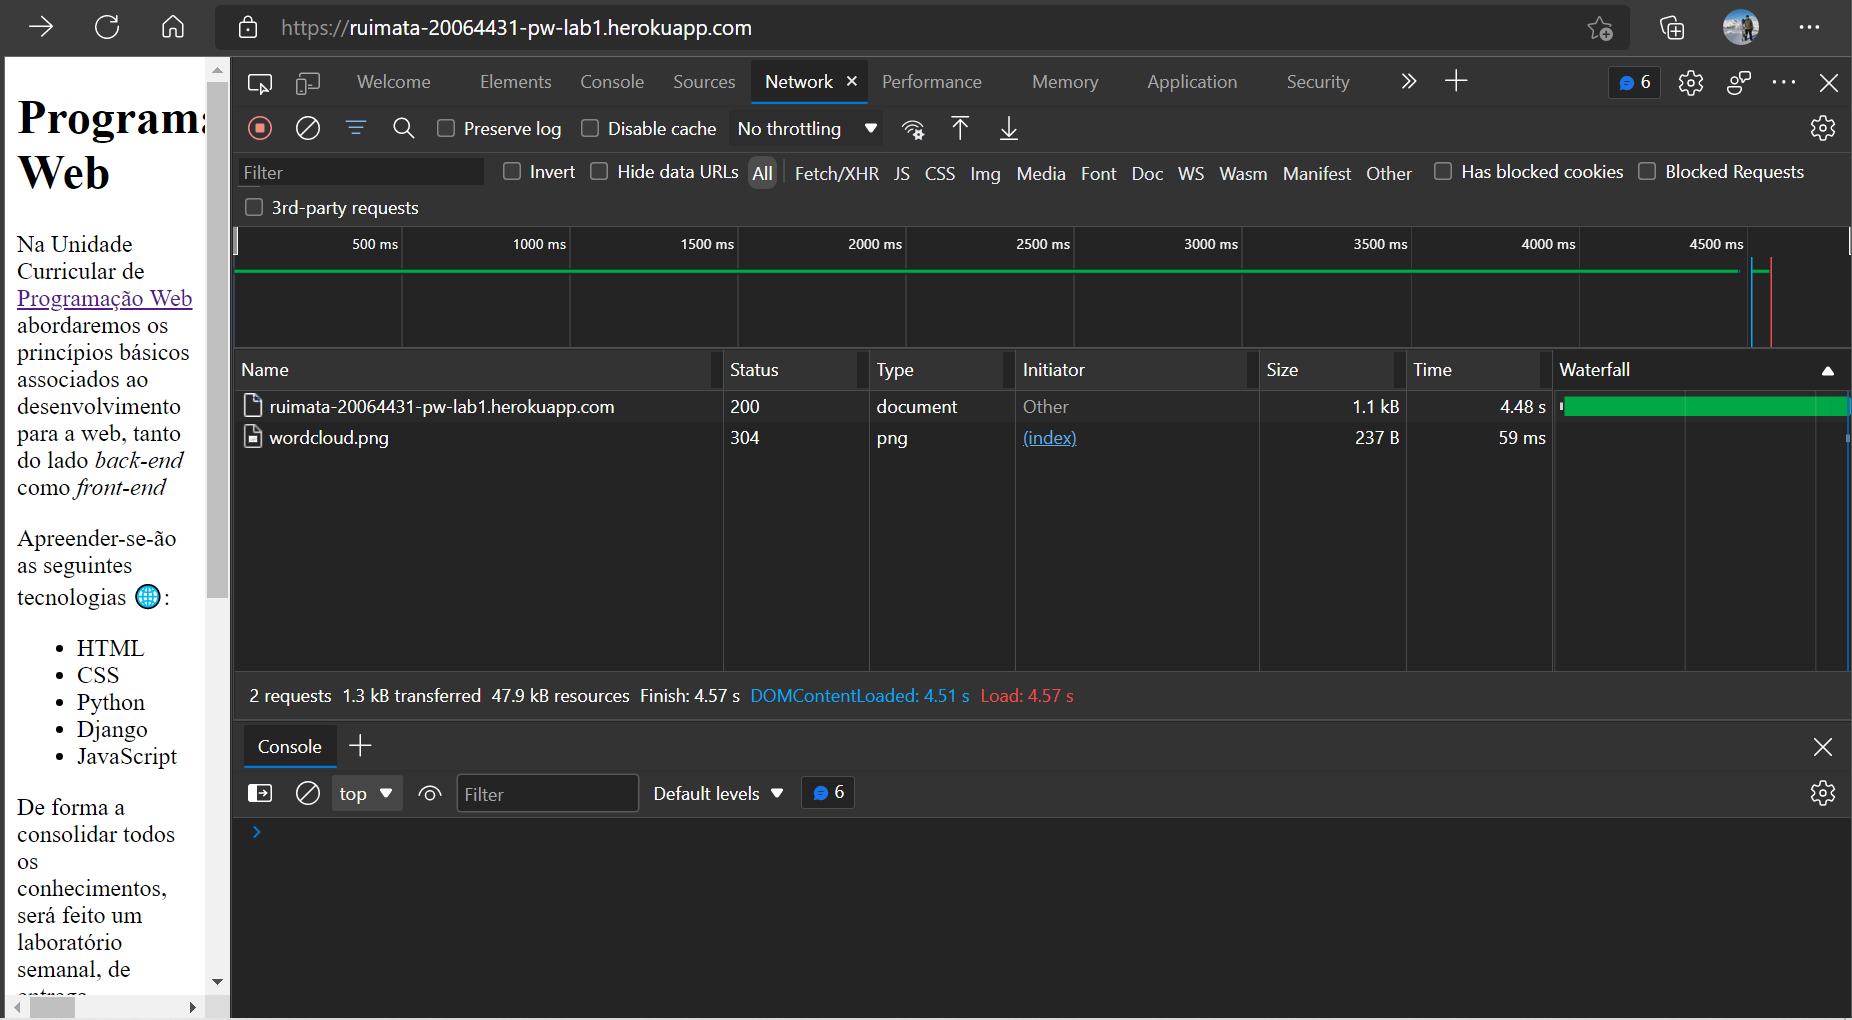 https://ruimata-20064431-pw-lab1.herokuapp.com
Programa
Web
Na Unidade
Curricular de
Programação Web
abordaremos os
princípios básicos
associados ao
desenvolvimento
para a web, tanto
do lado back-end
como front-end
Apreender-se-ão
as seguintes
tecnologias 🌐:
• HTML
• CSS
• Python
• Django
• JavaScript
De forma a
consolidar todos
os
conhecimentos,
será feito um
laboratório
semanal, de
entrega
Welcome Elements Console Sources Network Performance Memory Application Security 6
Preserve log Disable cache No throttling
Filter Invert Hide data URLs All Fetch/XHR JS CSS Img Media Font Doc WS Wasm Manifest Other Has blocked cookies Blocked Requests
3rd-party requests
500 ms 1000 ms 1500 ms 2000 ms 2500 ms 3000 ms 3500 ms 4000 ms 4500 ms
Name Status Type Initiator Size Time Waterfall
ruimata-20064431-pw-lab1.herokuapp.com 200 document Other 1.1 kB 4.48 s
wordcloud.png 304 png (index) 237 B 59 ms
2 requests 1.3 kB transferred 47.9 kB resources Finish: 4.57 s DOMContentLoaded: 4.51 s Load: 4.57 s
Console
top Filter Default levels 6